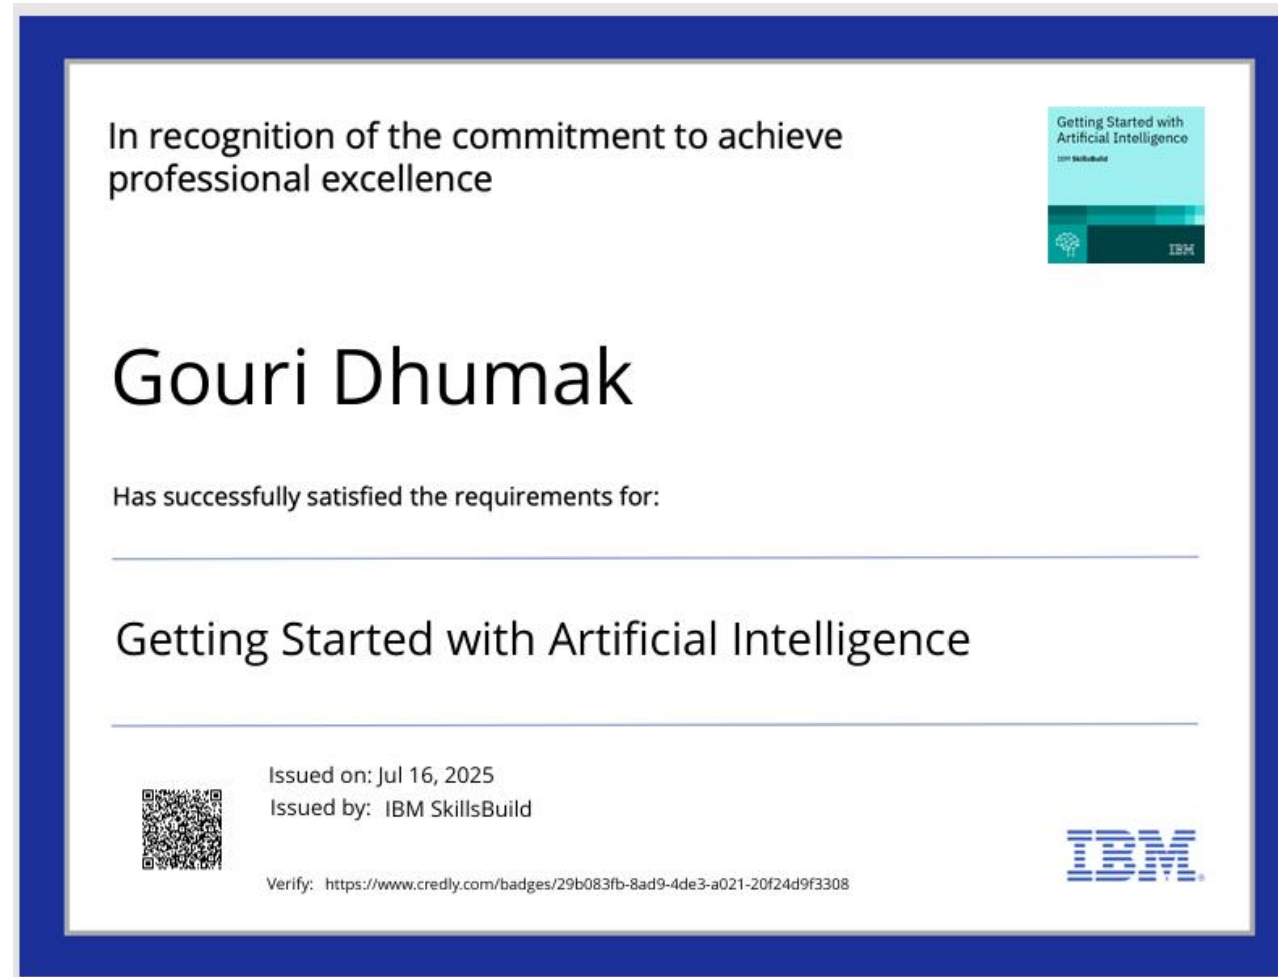 In recognition of the commitment to achieve
professional excellence
Getting Started with
Artificial Intelligence
IBM SkillsBuild
IBM
Gouri Dhumak
Has successfully satisfied the requirements for:
Getting Started with Artificial Intelligence
Issued on: Jul 16, 2025
Issued by: IBM SkillsBuild
Verify: https://www.credly.com/badges/29b083fb-8ad9-4de3-a021-20f24d9f3308
IBM